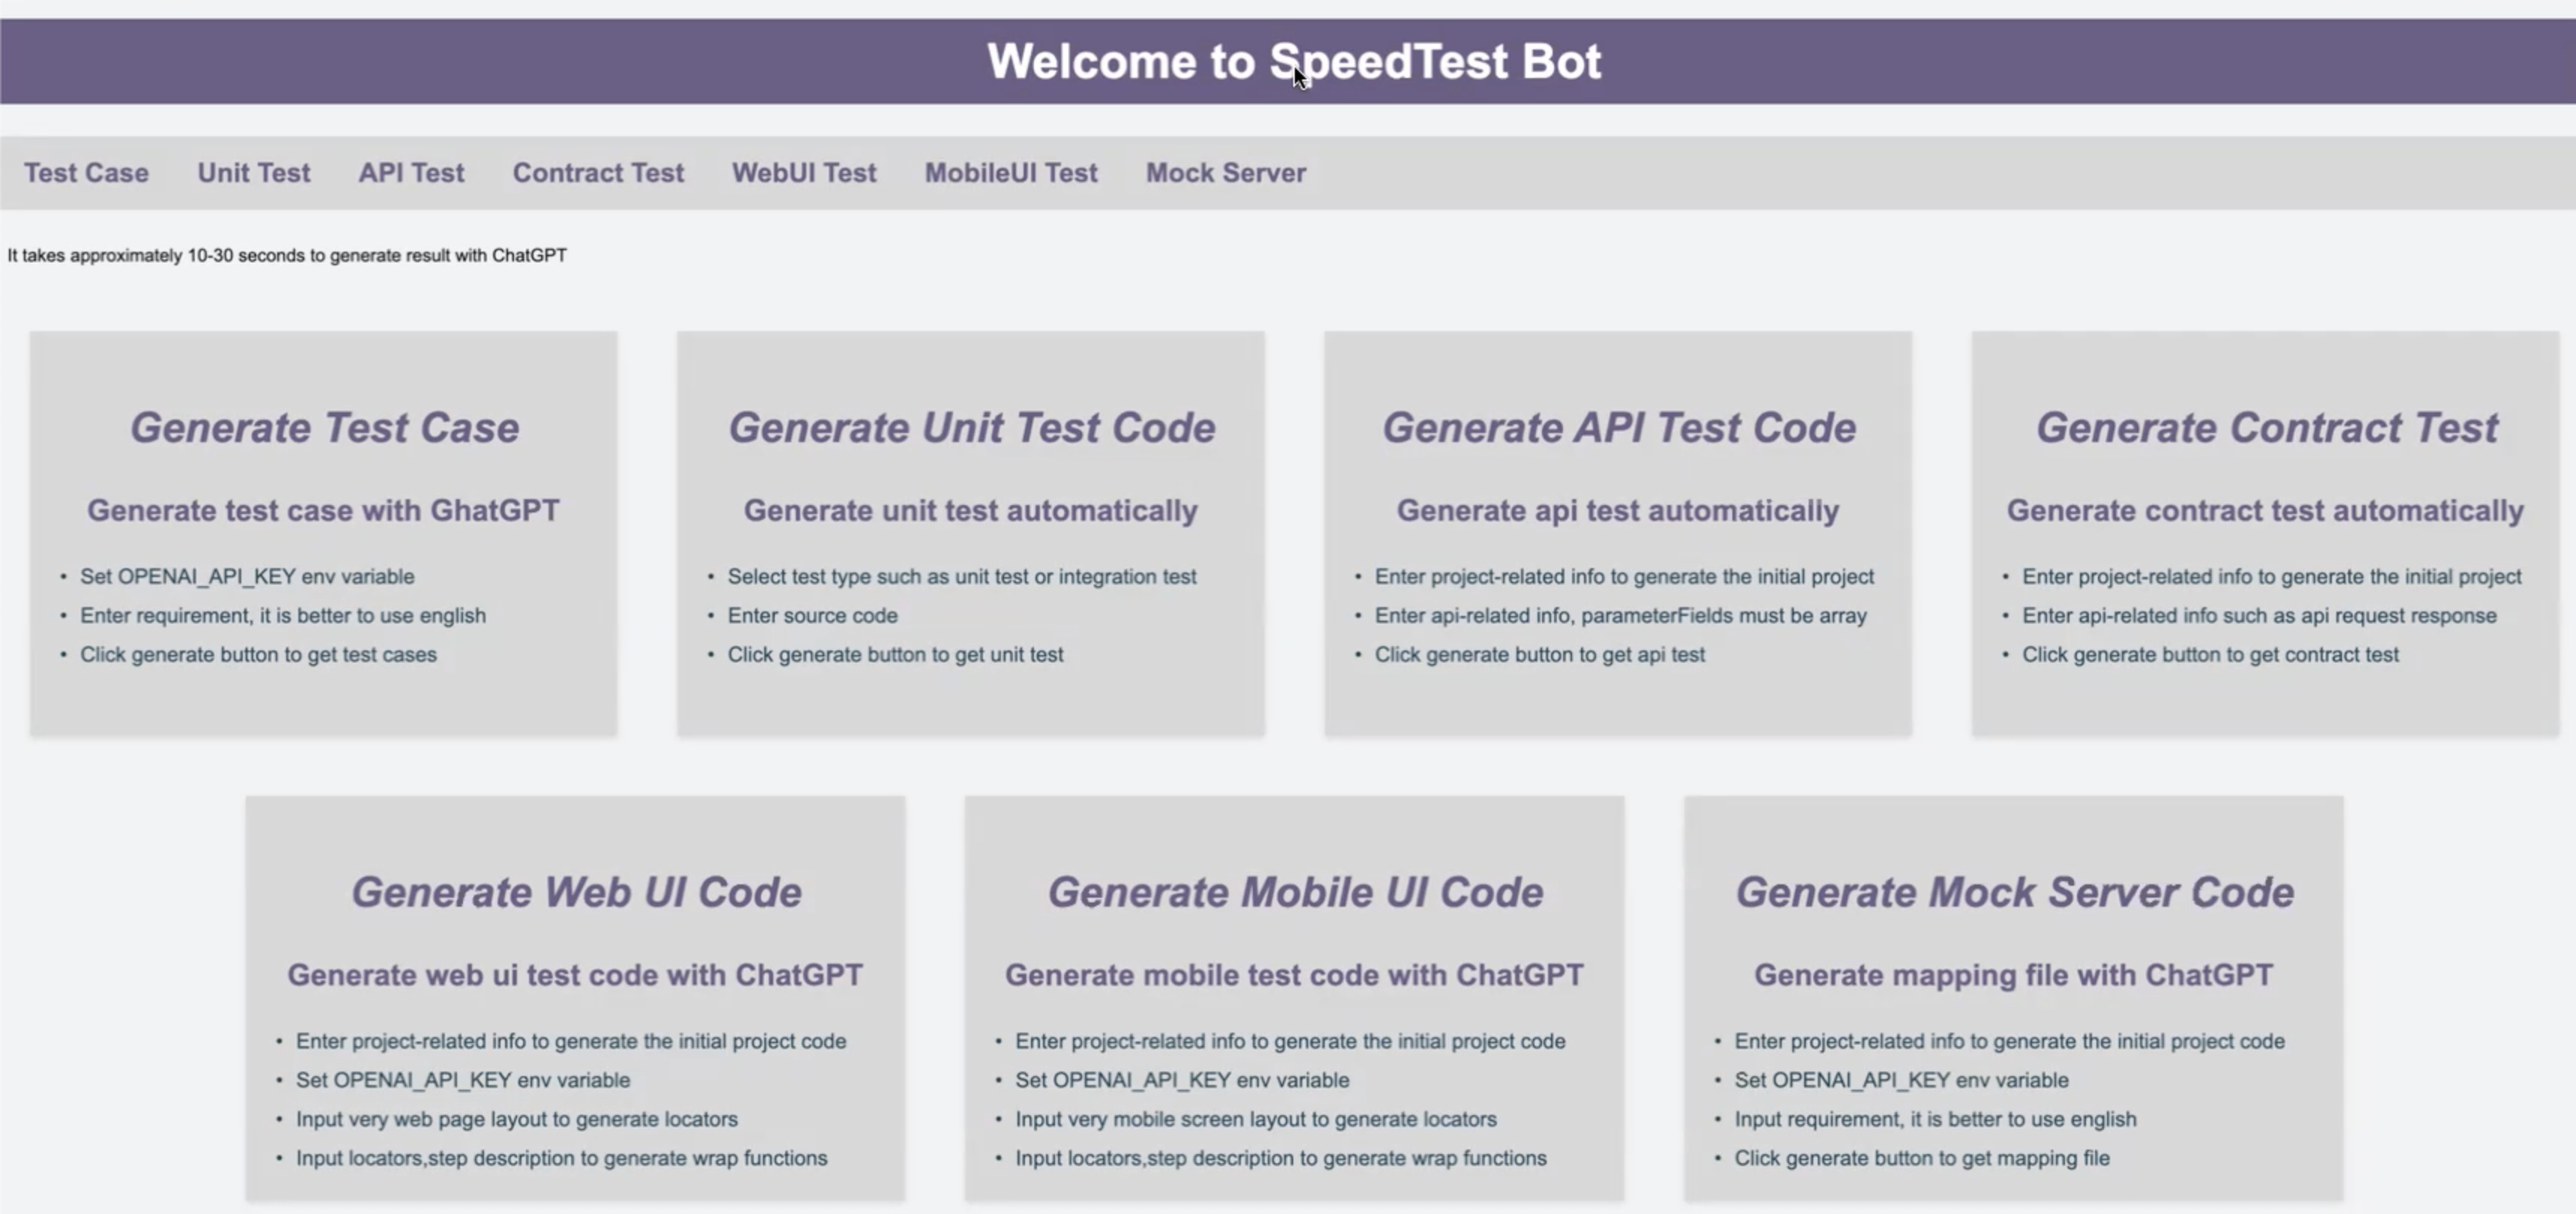 Welcome to SpeedTest Bot
Test Case Unit Test API Test Contract Test WebUI Test MobileUI Test Mock Server
It takes approximately 10-30 seconds to generate result with ChatGPT
Generate Test Case
Generate test case with GhatGPT
• Set OPENAI_API_KEY env variable
• Enter requirement, it is better to use english
• Click generate button to get test cases
Generate Unit Test Code
Generate unit test automatically
• Select test type such as unit test or integration test
• Enter source code
• Click generate button to get unit test
Generate API Test Code
Generate api test automatically
• Enter project-related info to generate the initial project
• Enter api-related info, parameterFields must be array
• Click generate button to get api test
Generate Contract Test
Generate contract test automatically
• Enter project-related info to generate the initial project
• Enter api-related info such as api request response
• Click generate button to get contract test
Generate Web UI Code
Generate web ui test code with ChatGPT
• Enter project-related info to generate the initial project code
• Set OPENAI_API_KEY env variable
• Input very web page layout to generate locators
• Input locators,step description to generate wrap functions
Generate Mobile UI Code
Generate mobile test code with ChatGPT
• Enter project-related info to generate the initial project code
• Set OPENAI_API_KEY env variable
• Input very mobile screen layout to generate locators
• Input locators,step description to generate wrap functions
Generate Mock Server Code
Generate mapping file with ChatGPT
• Enter project-related info to generate the initial project code
• Set OPENAI_API_KEY env variable
• Input requirement, it is better to use english
• Click generate button to get mapping file